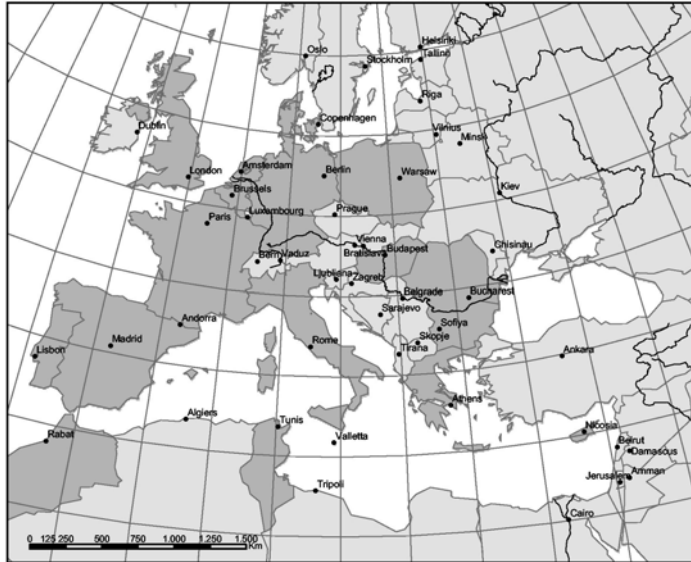 Helsinki
Oslo
Tallinn
Stockholm
Riga
Copenhagen
Dublin
Vilnius
Minsk
Amsterdam
London
Berlin
Warsaw
Brussels
Kiev
Paris
Luxembourg
Prague
Vienna
Chisinau
Bratislava
Budapest
Bern
Vaduz
Ljubljana
Zagreb
Belgrade
Bucharest
Sarajevo
Andorra
Sofiya
Skopje
Lisbon
Madrid
Rome
Tirana
Ankara
Athens
Algiers
Tunis
Nicosia
Rabat
Valletta
Beirut
Damascus
Jerusalem
Amman
Tripoli
Cairo
0 125 250 500 750 1.000 1.250 1.500
Km